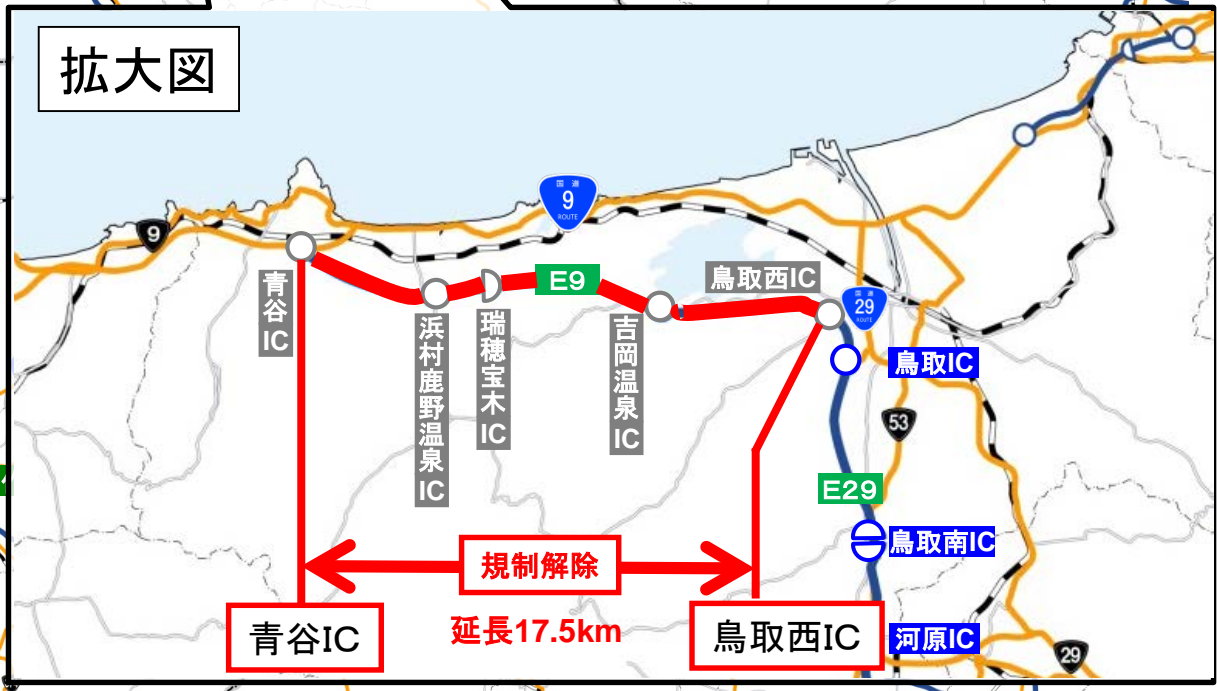 拡大図
国道
9
ROUTE
9
E9
鳥取西IC
国道
29
ROUTE
青谷IC
浜村鹿野温泉IC
瑞穂宝木IC
吉岡温泉IC
鳥取IC
53
E29
鳥取南IC
規制解除
延長17.5km
青谷IC
鳥取西IC
河原IC
29